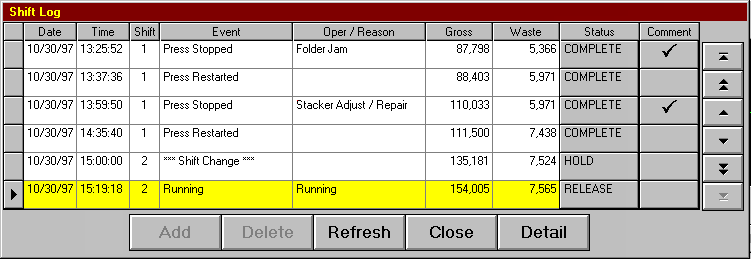 Shift Log
Date Time Shift Event Oper / Reason Gross Waste Status Comment
10/30/97 13:25:52 1 Press Stopped Folder Jam 87,798 5,366 COMPLETE ✓
10/30/97 13:37:36 1 Press Restarted 88,403 5,971 COMPLETE
10/30/97 13:59:50 1 Press Stopped Stacker Adjust / Repair 110,033 5,971 COMPLETE ✓
10/30/97 14:35:40 1 Press Restarted 111,500 7,438 COMPLETE
10/30/97 15:00:00 2 *** Shift Change *** 135,181 7,524 HOLD
10/30/97 15:19:18 2 Running Running 154,005 7,565 RELEASE
Add Delete Refresh Close Detail